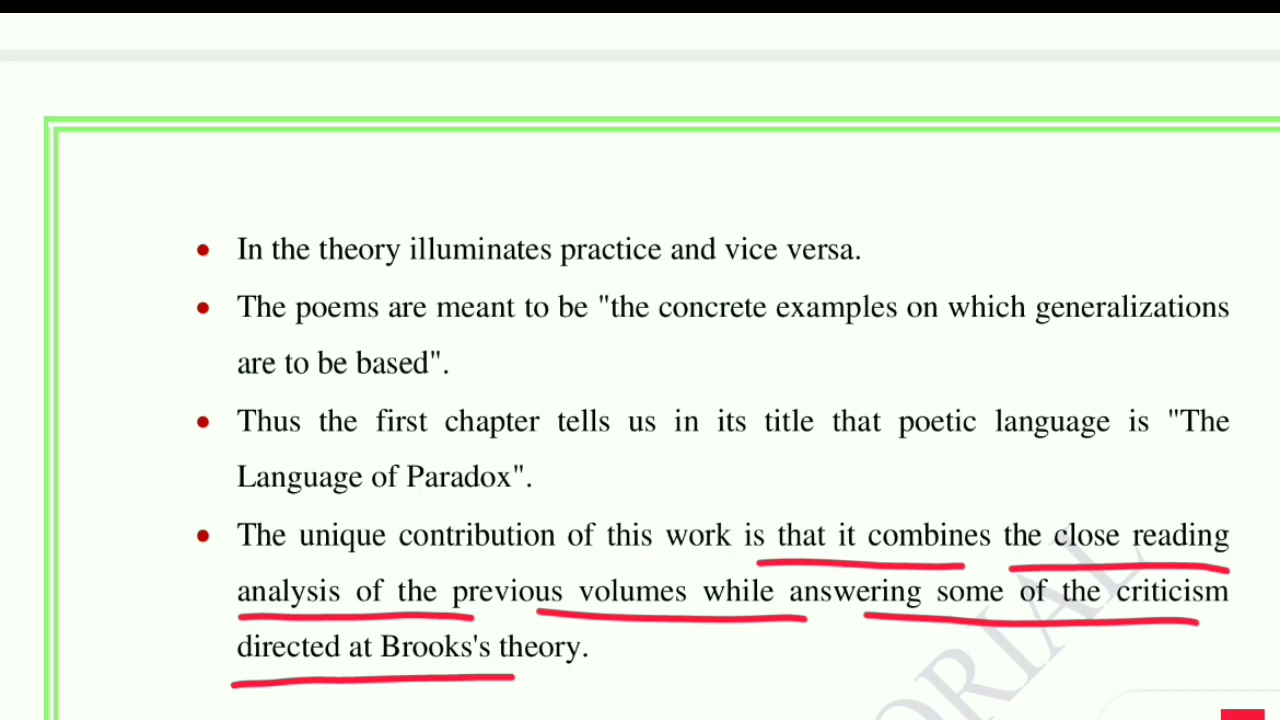 In the theory illuminates practice and vice versa.
The poems are meant to be "the concrete examples on which generalizations
are to be based".
Thus the first chapter tells us in its title that poetic language is "The
Language of Paradox".
The unique contribution of this work is that it combines the close reading
analysis of the previous volumes while answering some of the criticism
directed at Brooks's theory.